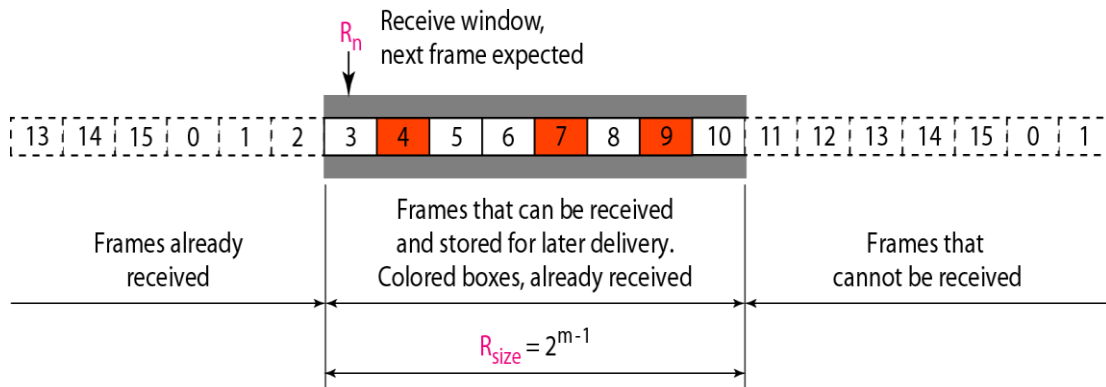 Rn Receive window,
next frame expected
13 14 15 0 1 2 3 4 5 6 7 8 9 10 11 12 13 14 15 0 1
Frames already
received
Frames that can be received
and stored for later delivery.
Colored boxes, already received
Frames that
cannot be received
Rsize = 2^m-1